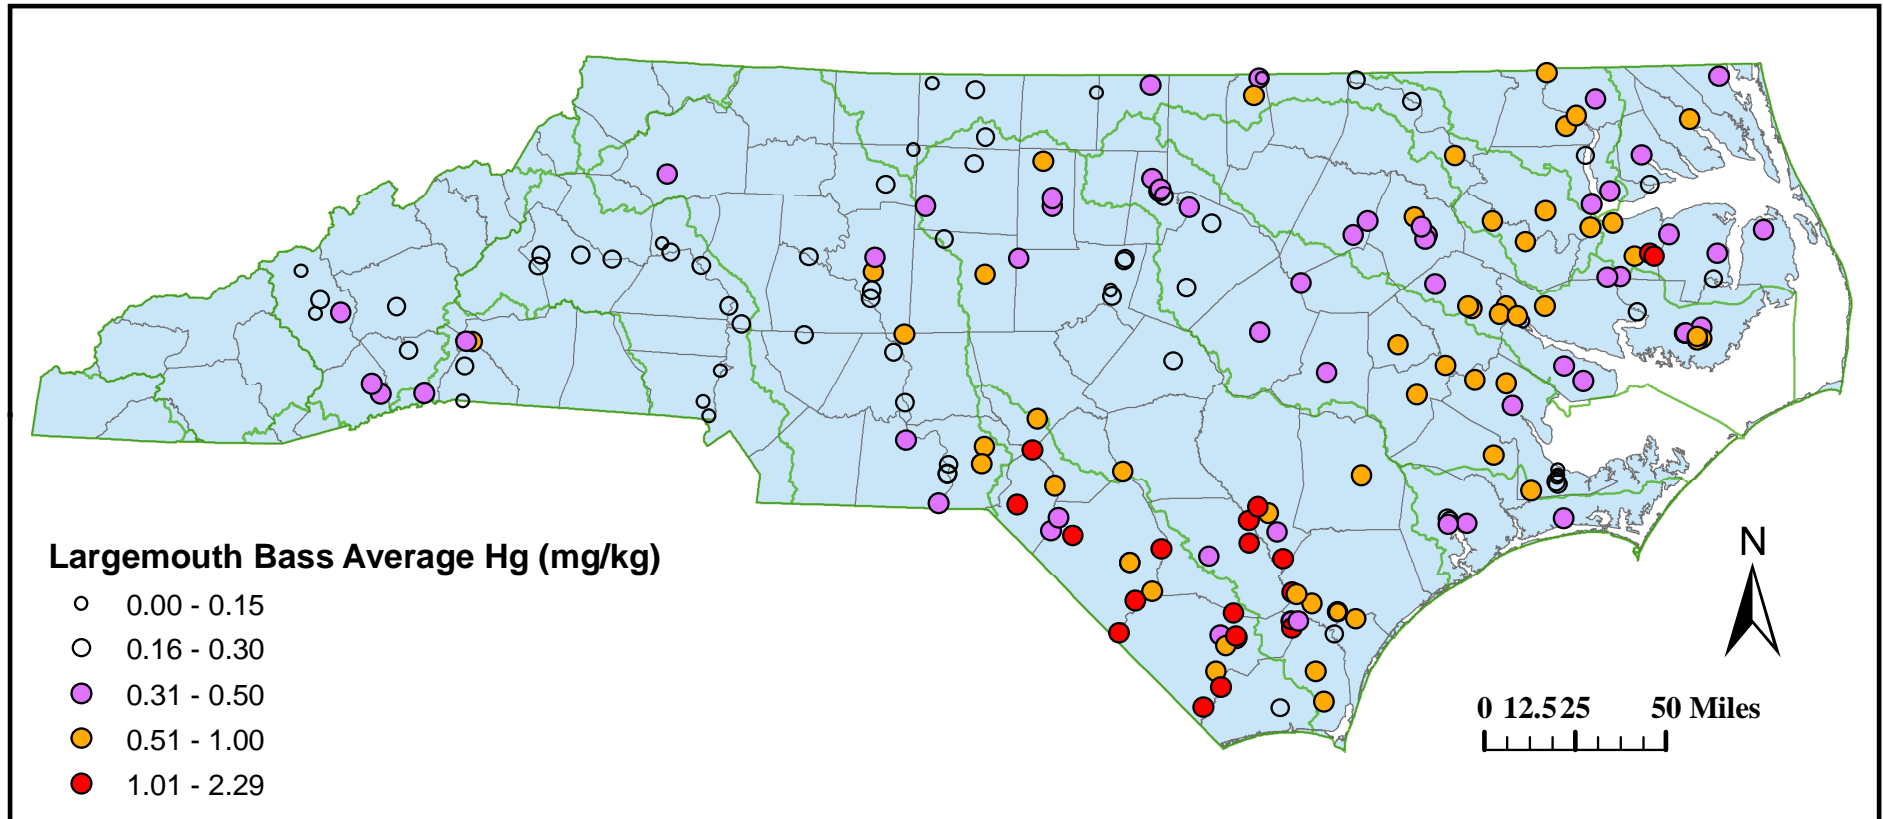 N
Largemouth Bass Average Hg (mg/kg)
0.00 - 0.15
0.16 - 0.30
0.31 - 0.50
0.51 - 1.00
1.01 - 2.29
0 12.5 25 50 Miles